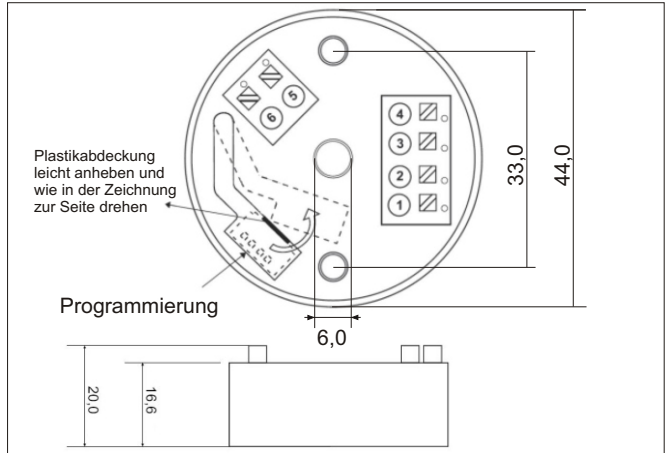 5
6
4
3
2
1
33,0
44,0
Plastikabdeckung
leicht anheben und
wie in der Zeichnung
zur Seite drehen
Programmierung
6,0
20,0
16,6